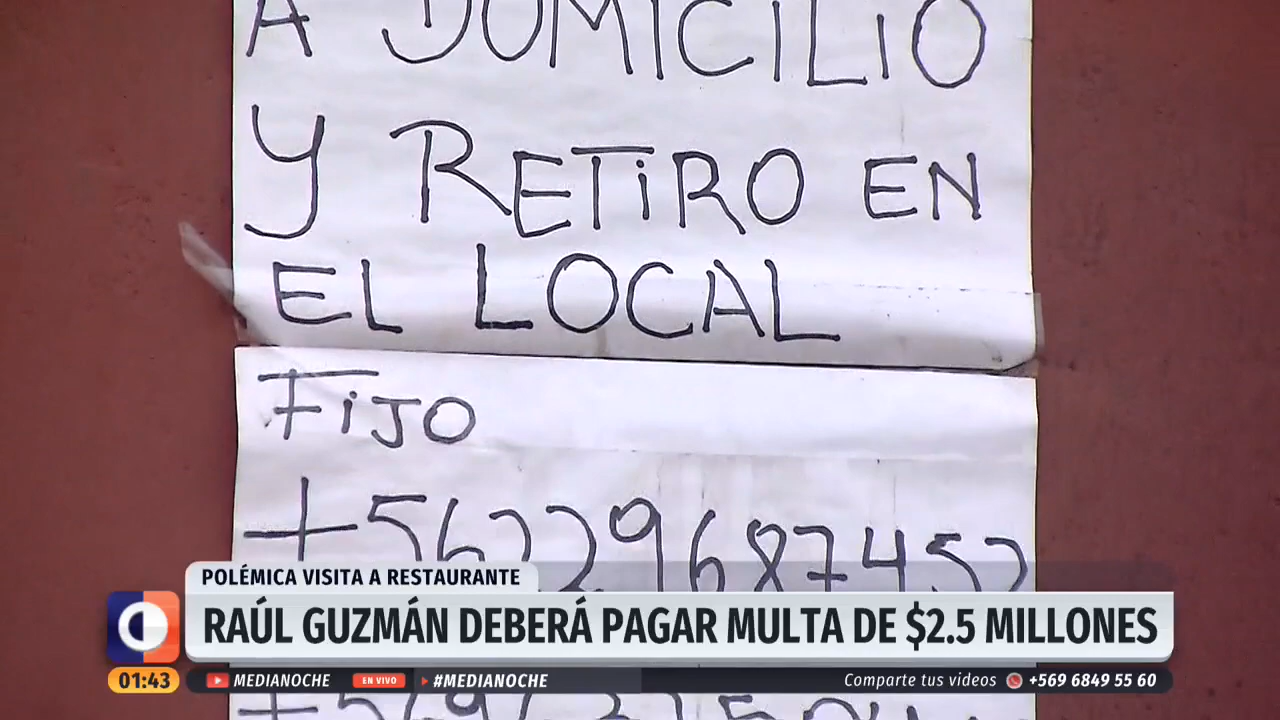 A DOMICILIO
Y RETIRO EN
EL LOCAL
FIJO
+56229687452
POLÉMICA VISITA A RESTAURANTE
RAÚL GUZMÁN DEBERÁ PAGAR MULTA DE $2.5 MILLONES
01:43 MEDIANOCHE EN VIVO #MEDIANOCHE Comparte tus videos +569 6849 55 60